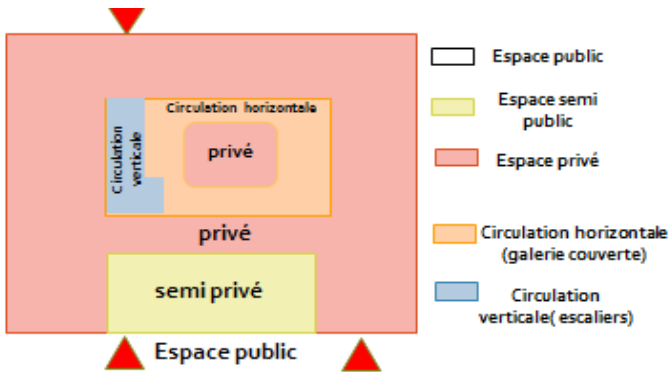 Circulation horizontale
Circulation
verticale
privé
privé
semi privé
Espace public
Espace public
Espace semi
public
Espace privé
Circulation horizontale
(galerie couverte)
Circulation
verticale( escaliers)